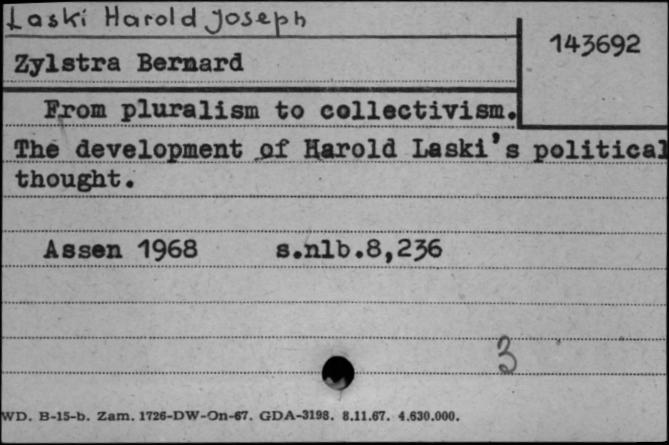 Laski Harold Joseph
143692
Zylstra Bernard
From pluralism to collectivism.
The development of Harold Laski's political
thought.
Assen 1968 s.nlb.8,236
3
WD. B-15-b. Zam. 1726-DW-On-67. GDA-3198. 8.11.67. 4.630.000.